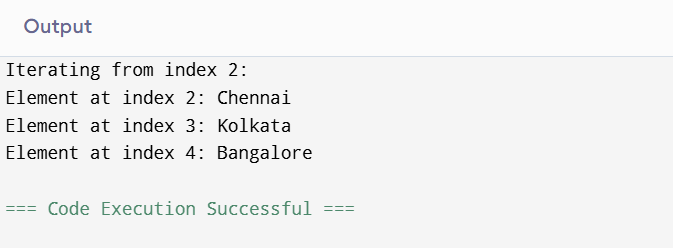 Output
Iterating from index 2:
Element at index 2: Chennai
Element at index 3: Kolkata
Element at index 4: Bangalore
=== Code Execution Successful ===